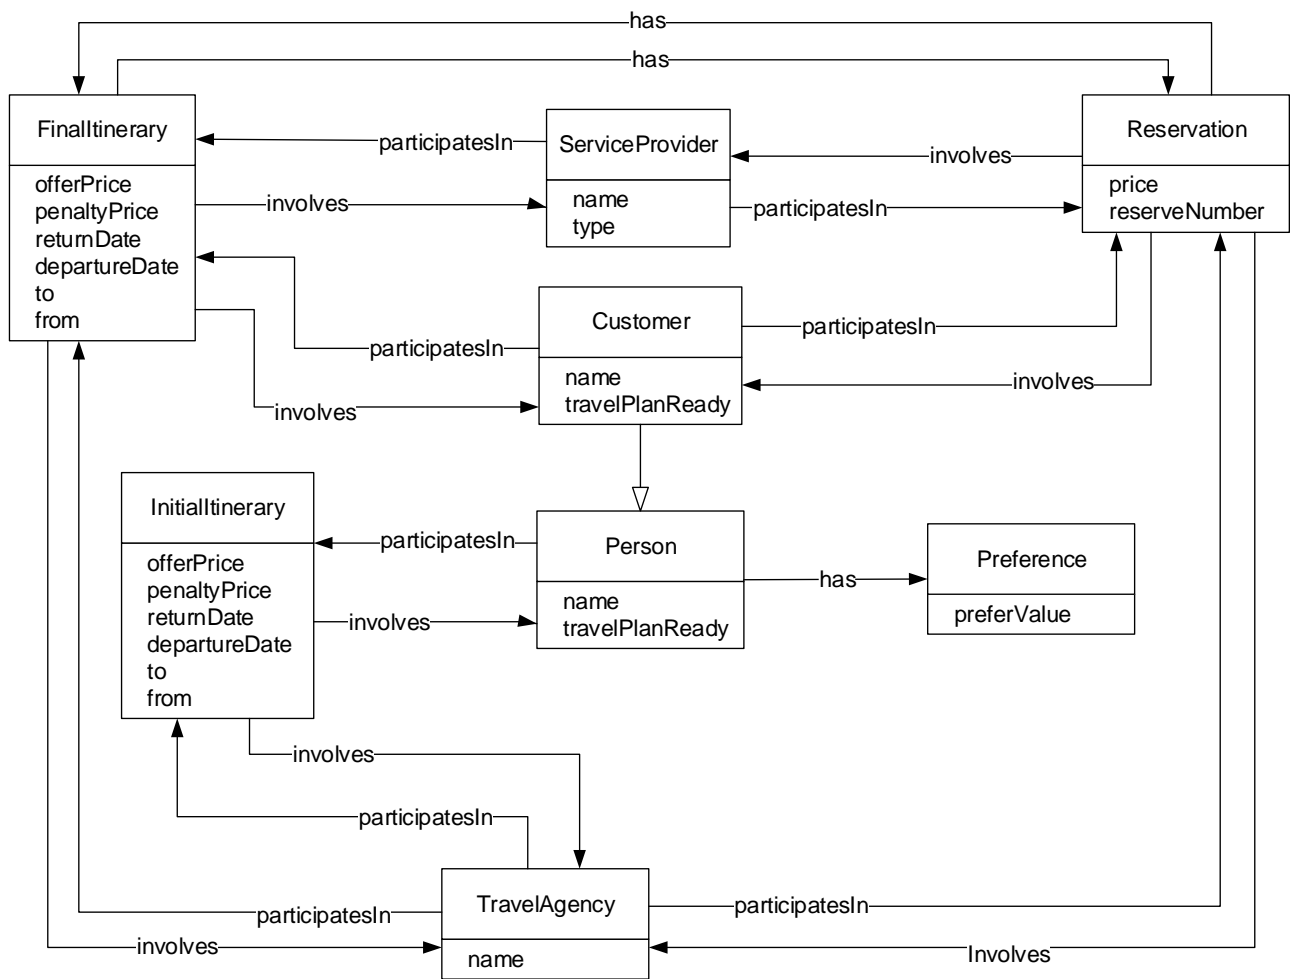 has
has
FinalItinerary
offerPrice
penaltyPrice
returnDate
departureDate
to
from
participatesIn
involves
ServiceProvider
name
type
involves
participatesIn
Reservation
price
reserveNumber
participatesIn
involves
Customer
name
travelPlanReady
participatesIn
involves
InitialItinerary
offerPrice
penaltyPrice
returnDate
departureDate
to
from
participatesIn
involves
Person
name
travelPlanReady
has
Preference
preferValue
involves
participatesIn
participatesIn
involves
TravelAgency
name
participatesIn
Involves